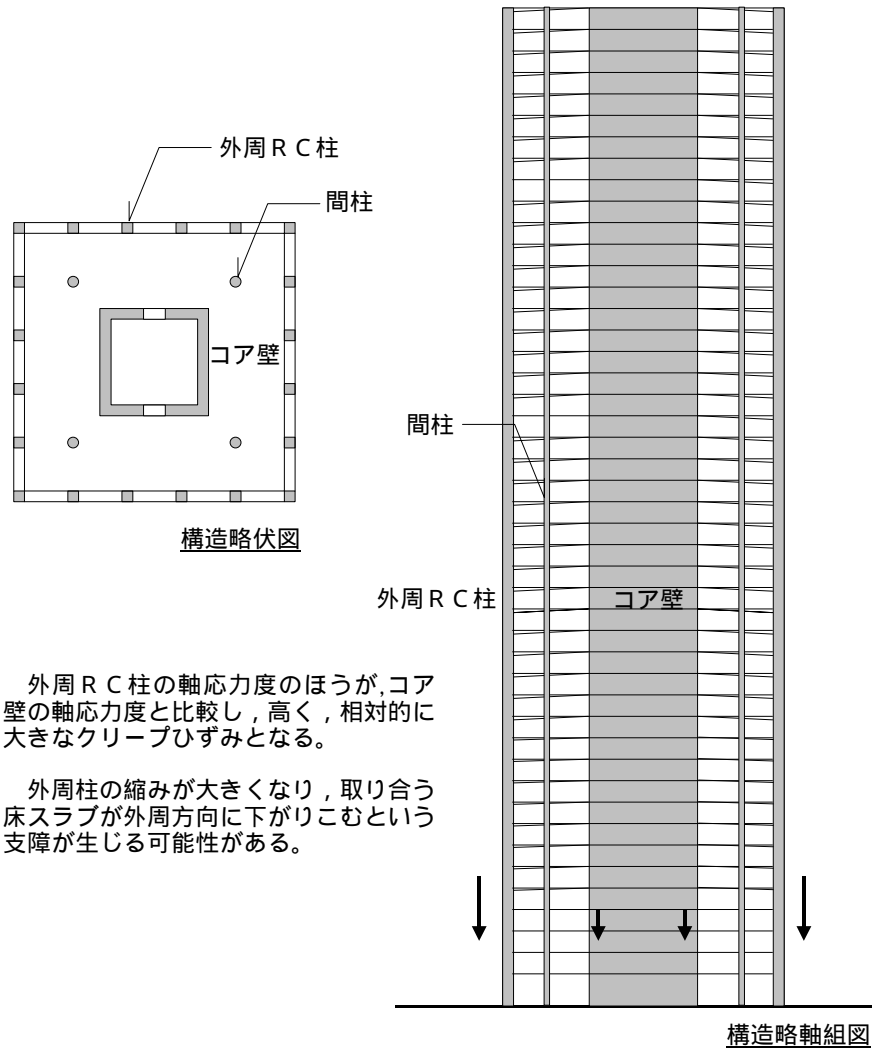 外周ＲＣ柱
間柱
コア壁
構造略伏図
間柱
外周ＲＣ柱
コア壁
　外周ＲＣ柱の軸応力度のほうが,コア
壁の軸応力度と比較し，高く，相対的に
大きなクリープひずみとなる。
　外周柱の縮みが大きくなり，取り合う
床スラブが外周方向に下がりこむという
支障が生じる可能性がある。
構造略軸組図